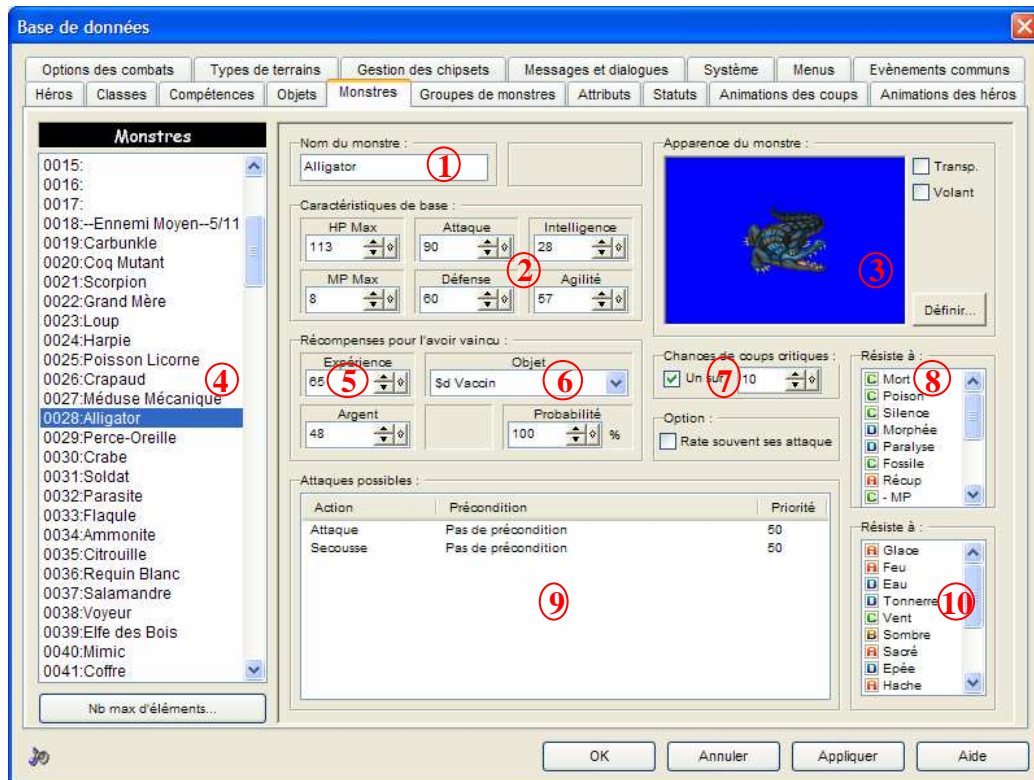 Base de données
Options des combats Types de terrains Gestion des chipsets Messages et dialogues Système Menus Evènements communs
Héros Classes Compétences Objets Monstres Groupes de monstres Attributs Statuts Animations des coups Animations des héros
Monstres
0015:
0016:
0017:
0018:--Ennemi Moyen--5/11
0019:Carbunkle
0020:Coq Mutant
0021:Scorpion
0022:Grand Mère
0023:Loup
0024:Harpie
0025:Poisson Licorne
0026:Crapaud
0027:Méduse Mécanique
0028:Alligator
0029:Perce-Oreille
0030:Crabe
0031:Soldat
0032:Parasite
0033:Flaqule
0034:Ammonite
0035:Citrouille
0036:Requin Blanc
0037:Salamandre
0038:Voyeur
0039:Elfe des Bois
0040:Mimic
0041:Coffre
4
Nb max d'éléments...
Nom du monstre :
Alligator
1
Caractéristiques de base :
HP Max Attaque Intelligence
113 90 28
2
MP Max Défense Agilité
8 60 57
Apparence du monstre :
Transp.
Volant
3
Définir...
Récompenses pour l'avoir vaincu :
Expérience Objet
65 5 Sd Vaccin 6
Argent Probabilité
48 100 %
Chances de coups critiques :
Un sur 10
7
Option :
Rate souvent ses attaque
Résiste à :
8
C Mort
C Poison
C Silence
D Morphée
D Paralyse
C Fossile
A Récup
C - MP
Attaques possibles :
Action Précondition Priorité
Attaque Pas de précondition 50
Secousse Pas de précondition 50
9
Résiste à :
A Glace
A Feu
D Eau
D Tonnerre
C Vent
B Sombre
A Sacré
D Epée
A Hache
10
OK Annuler Appliquer Aide